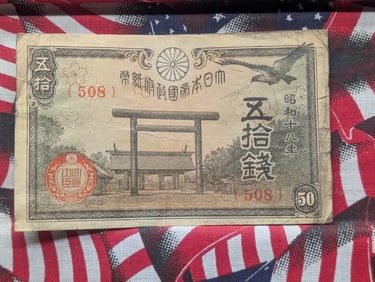 大日本帝國政府紙幣
五拾
{508}
昭和十八年
五拾錢
{508}
50